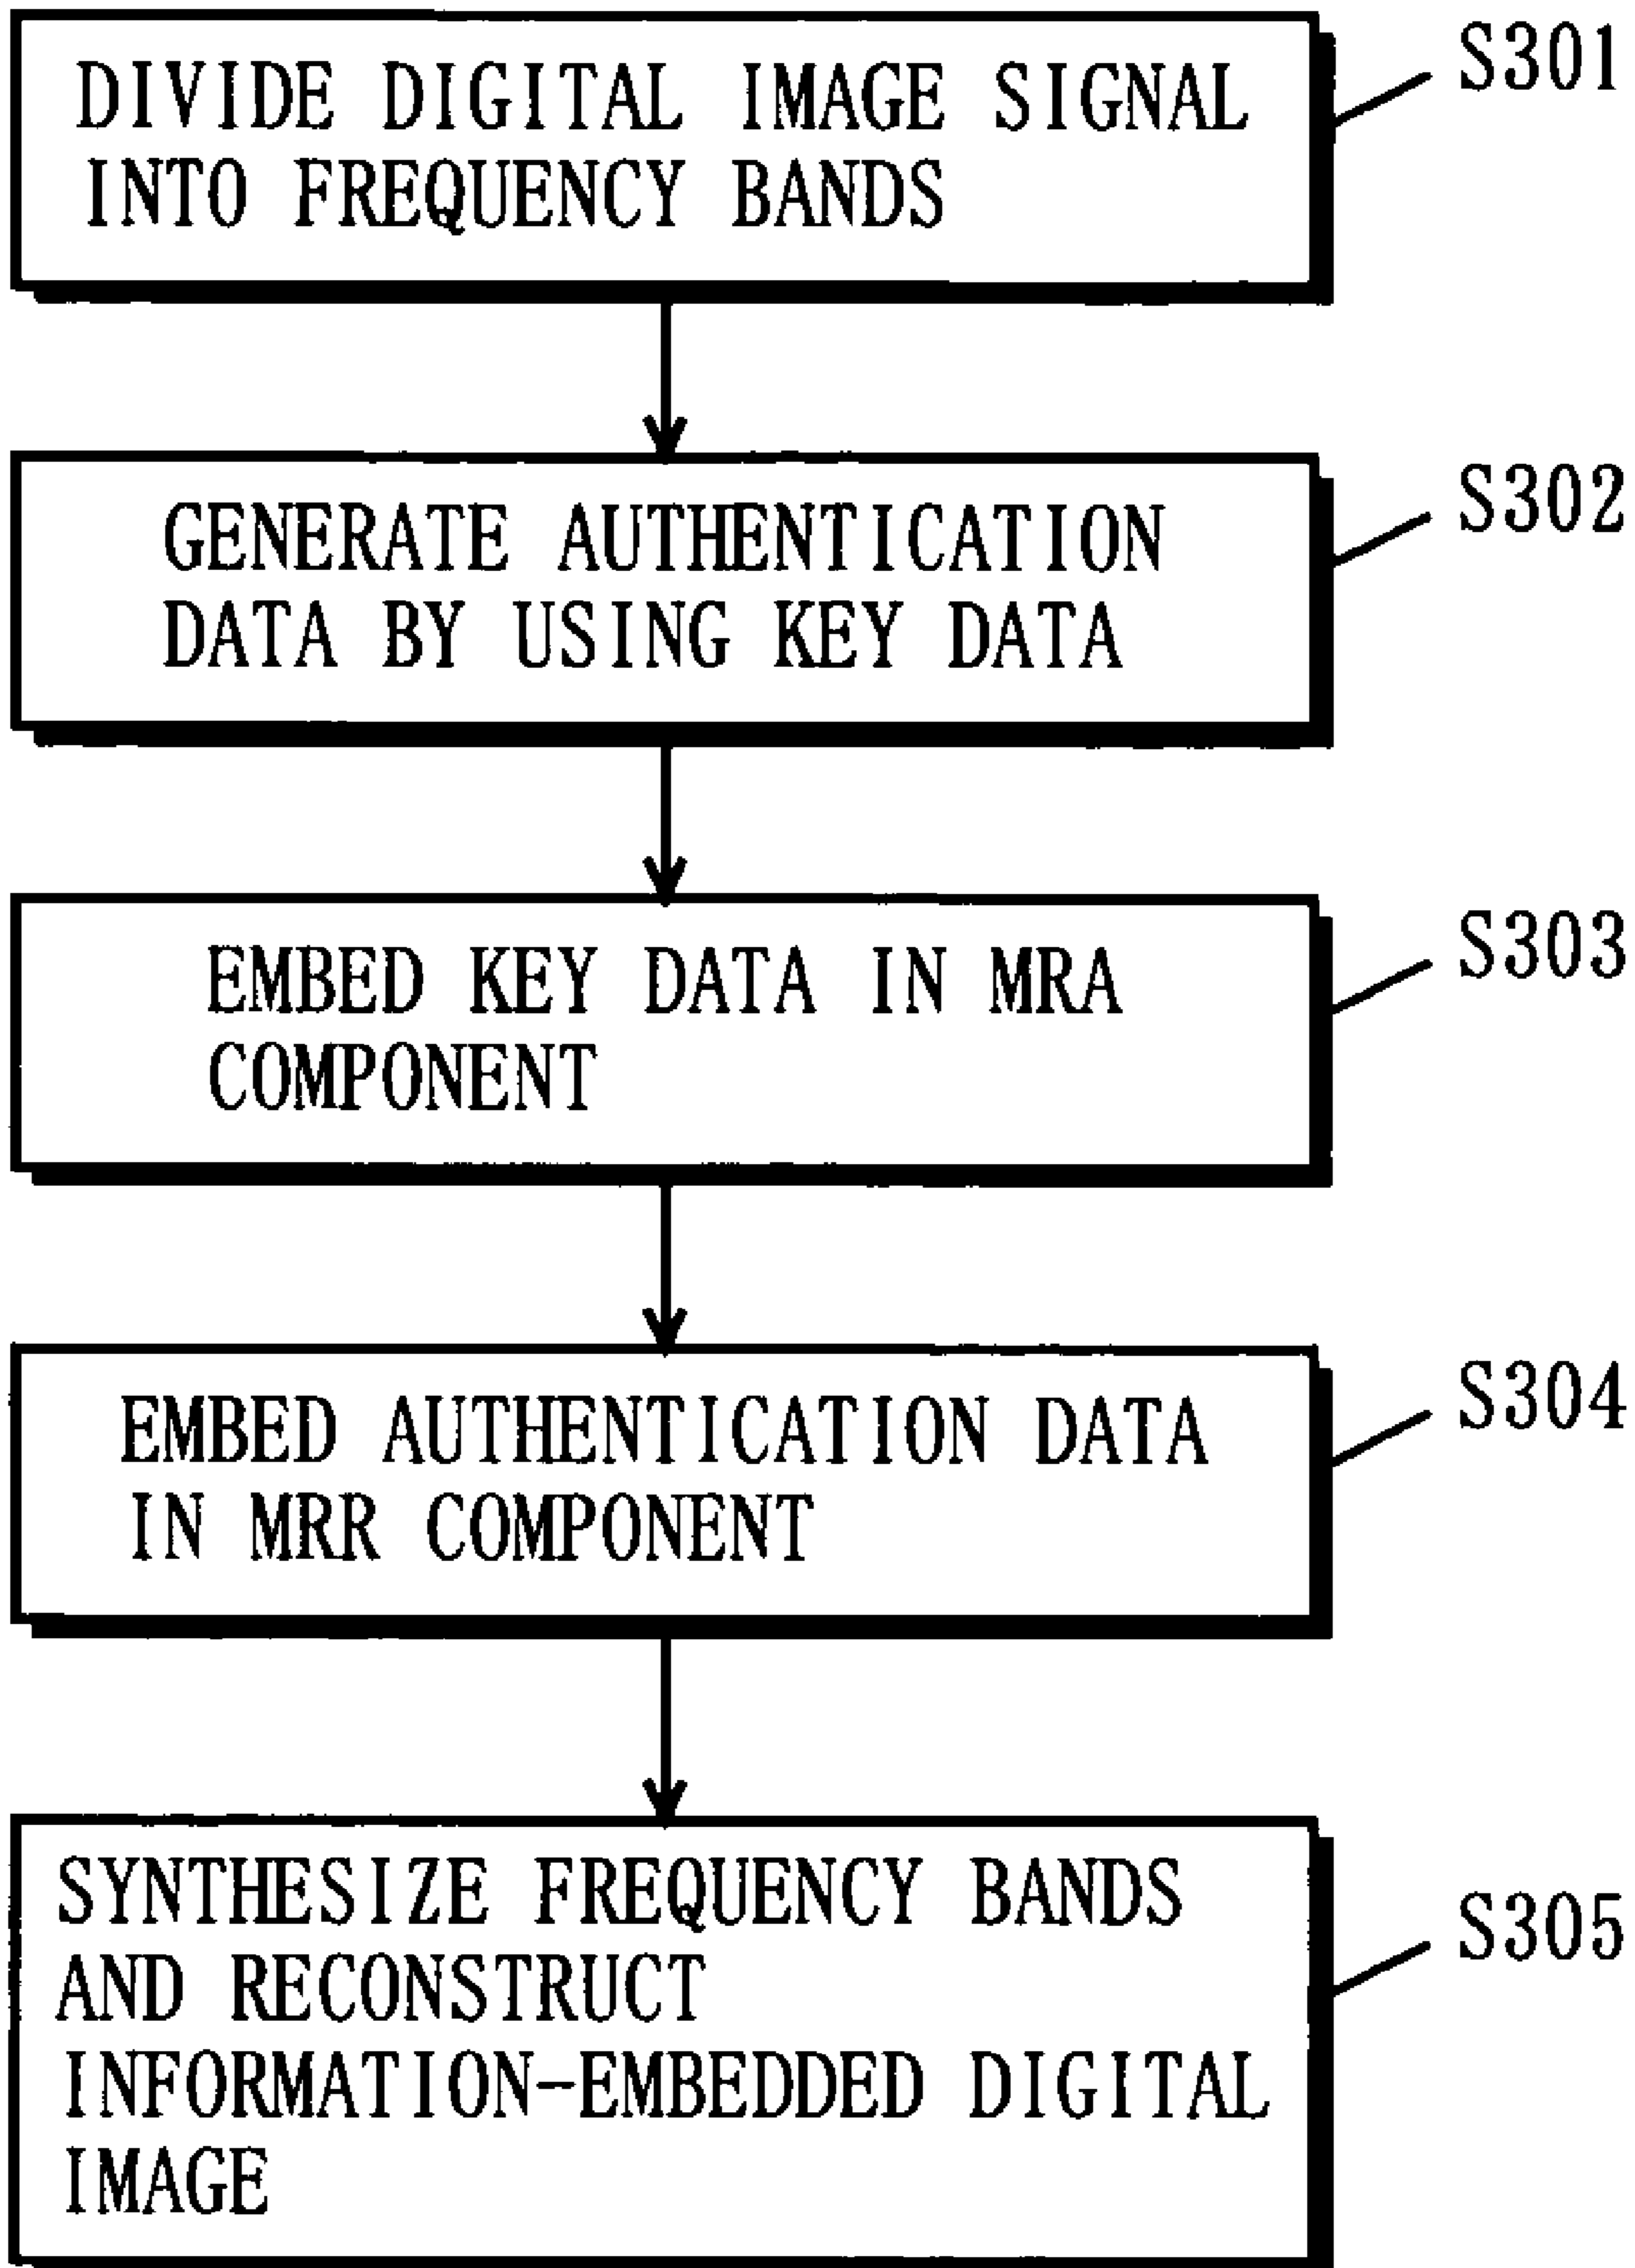 DIVIDE DIGITAL IMAGE SIGNAL
INTO FREQUENCY BANDS
S301
GENERATE AUTHENTICATION
DATA BY USING KEY DATA
S302
EMBED KEY DATA IN MRA
COMPONENT
S303
EMBED AUTHENTICATION DATA
IN MRR COMPONENT
S304
SYNTHESIZE FREQUENCY BANDS
AND RECONSTRUCT
INFORMATION-EMBEDDED DIGITAL
IMAGE
S305